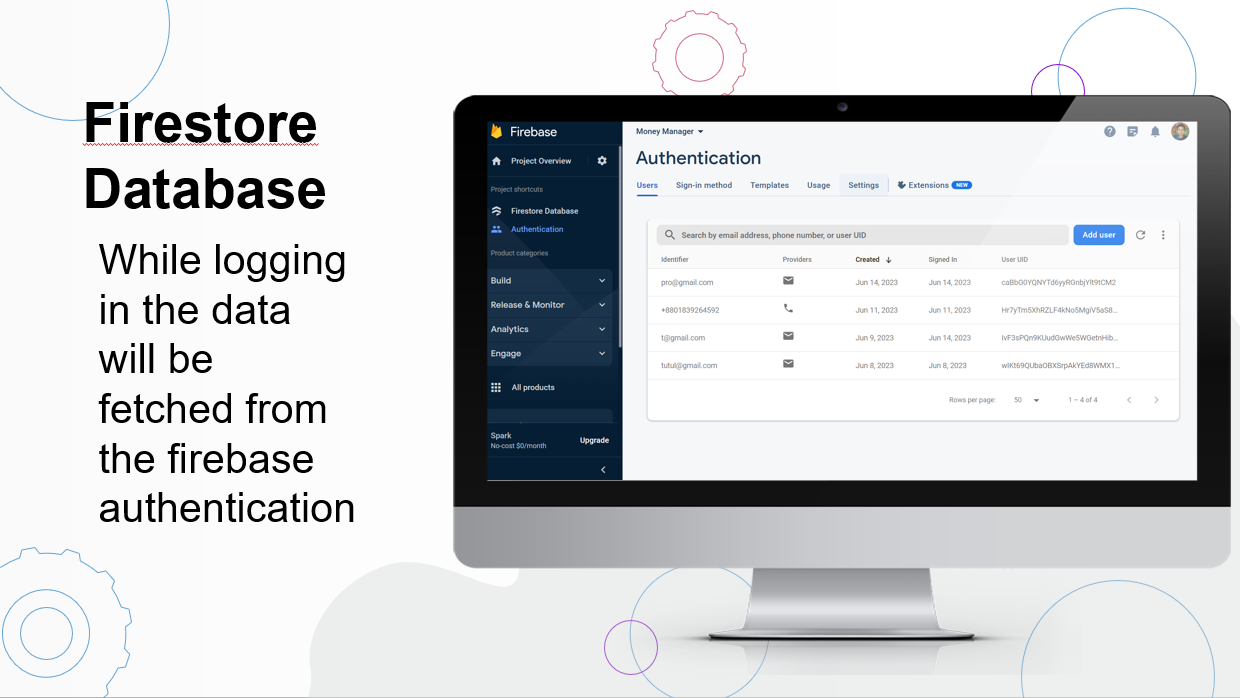 Firestore
Database
While logging
in the data
will be
fetched from
the firebase
authentication
Firebase
Project Overview
Project shortcuts
Firestore Database
Authentication
Product categories
Build
Release & Monitor
Analytics
Engage
All products
Spark
No-cost $0/month
Upgrade
Money Manager
Authentication
Users Sign-in method Templates Usage Settings Extensions NEW
Search by email address, phone number, or user UID Add user
Identifier Providers Created Signed In User UID
pro@gmail.com Jun 14, 2023 Jun 14, 2023 caBbG0YQNYTd6yyRGnbjYlt9tCM2
+8801839264592 Jun 11, 2023 Jun 11, 2023 Hr7yTm5XhRZLF4kNo5MgiV5aS8...
t@gmail.com Jun 9, 2023 Jun 14, 2023 IvF3sPQn9KUudGwWe5WGetnHib...
tutul@gmail.com Jun 8, 2023 Jun 8, 2023 wIKt69QUbaOBXSrpAkYEd8WMX1...
Rows per page: 50 1 – 4 of 4